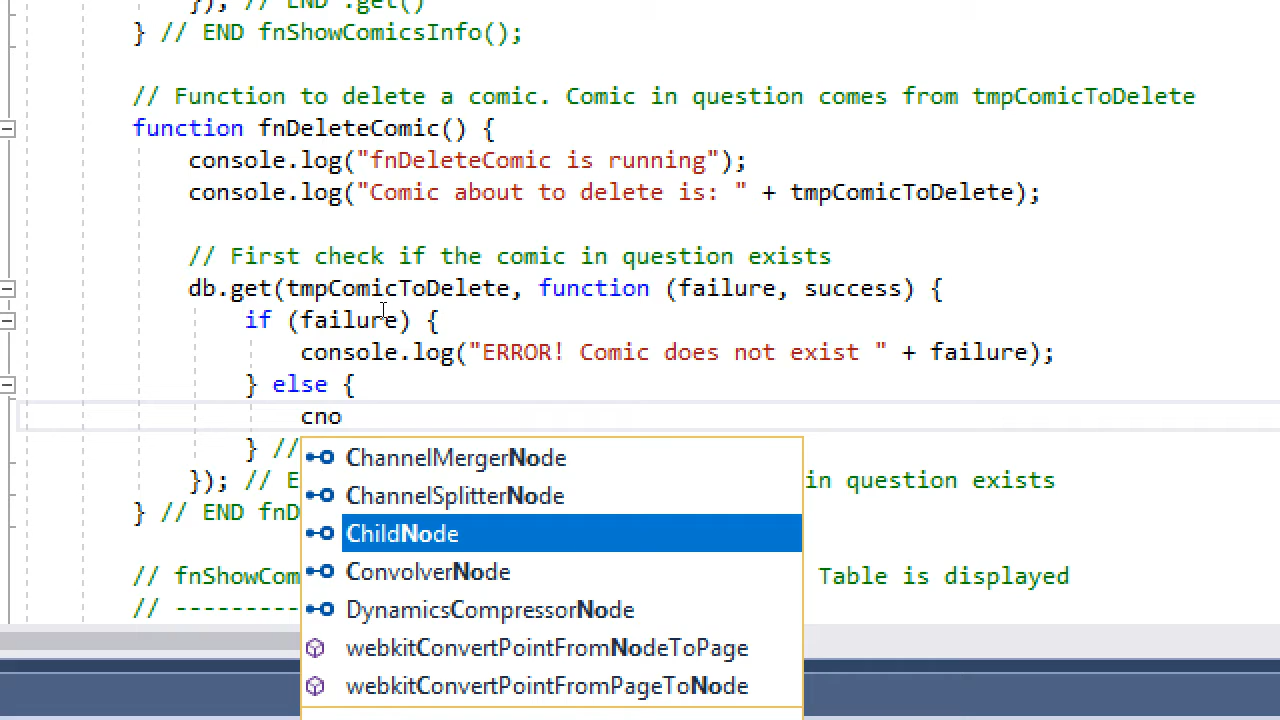 }); // END .get()
} // END fnShowComicsInfo();
// Function to delete a comic. Comic in question comes from tmpComicToDelete
function fnDeleteComic() {
console.log("fnDeleteComic is running");
console.log("Comic about to delete is: " + tmpComicToDelete);
// First check if the comic in question exists
db.get(tmpComicToDelete, function (failure, success) {
if (failure) {
console.log("ERROR! Comic does not exist " + failure);
} else {
cno
} //
ChannelMergerNode
}); // E in question exists
ChannelSplitterNode
} // END fnD
ChildNode
ConvolverNode
// fnShowCom Table is displayed
// ---------
DynamicsCompressorNode
webkitConvertPointFromNodeToPage
webkitConvertPointFromPageToNode